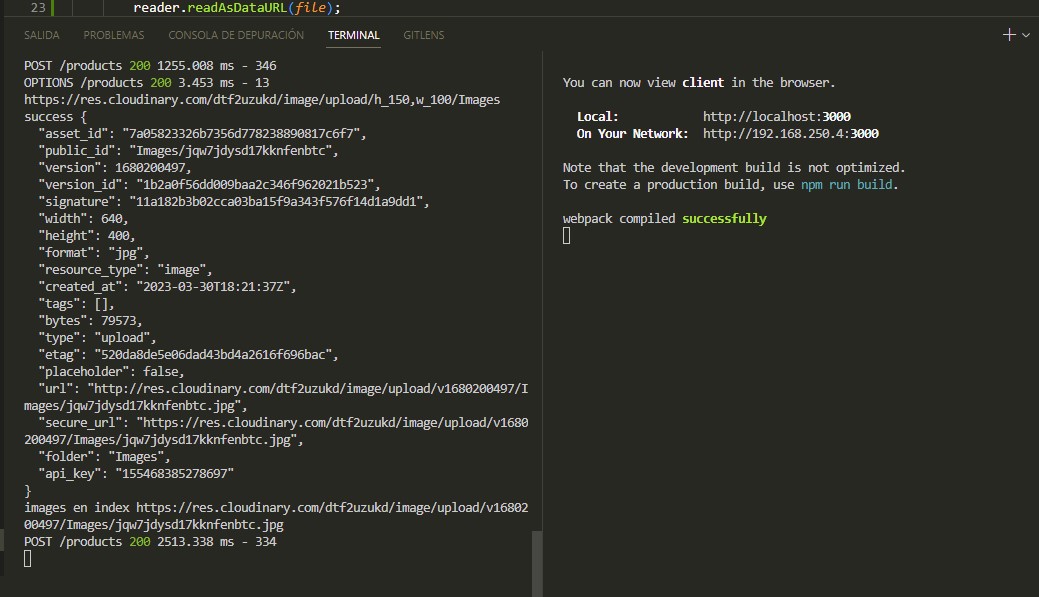 23 reader.readAsDataURL(file);
SALIDA PROBLEMAS CONSOLA DE DEPURACIÓN TERMINAL GITLENS
POST /products 200 1255.008 ms - 346
OPTIONS /products 200 3.453 ms - 13
https://res.cloudinary.com/dtf2uzukd/image/upload/h_150,w_100/Images
success {
"asset_id": "7a05823326b7356d778238890817c6f7",
"public_id": "Images/jqw7jdysd17kknfenbtc",
"version": 1680200497,
"version_id": "1b2a0f56dd009baa2c346f962021b523",
"signature": "11a182b3b02cca03ba15f9a343f576f14d1a9dd1",
"width": 640,
"height": 400,
"format": "jpg",
"resource_type": "image",
"created_at": "2023-03-30T18:21:37Z",
"tags": [],
"bytes": 79573,
"type": "upload",
"etag": "520da8de5e06dad43bd4a2616f696bac",
"placeholder": false,
"url": "http://res.cloudinary.com/dtf2uzukd/image/upload/v1680200497/I
mages/jqw7jdysd17kknfenbtc.jpg",
"secure_url": "https://res.cloudinary.com/dtf2uzukd/image/upload/v1680
200497/Images/jqw7jdysd17kknfenbtc.jpg",
"folder": "Images",
"api_key": "155468385278697"
}
images en index https://res.cloudinary.com/dtf2uzukd/image/upload/v16802
00497/Images/jqw7jdysd17kknfenbtc.jpg
POST /products 200 2513.338 ms - 334
You can now view client in the browser.
Local: http://localhost:3000
On Your Network: http://192.168.250.4:3000
Note that the development build is not optimized.
To create a production build, use npm run build.
webpack compiled successfully